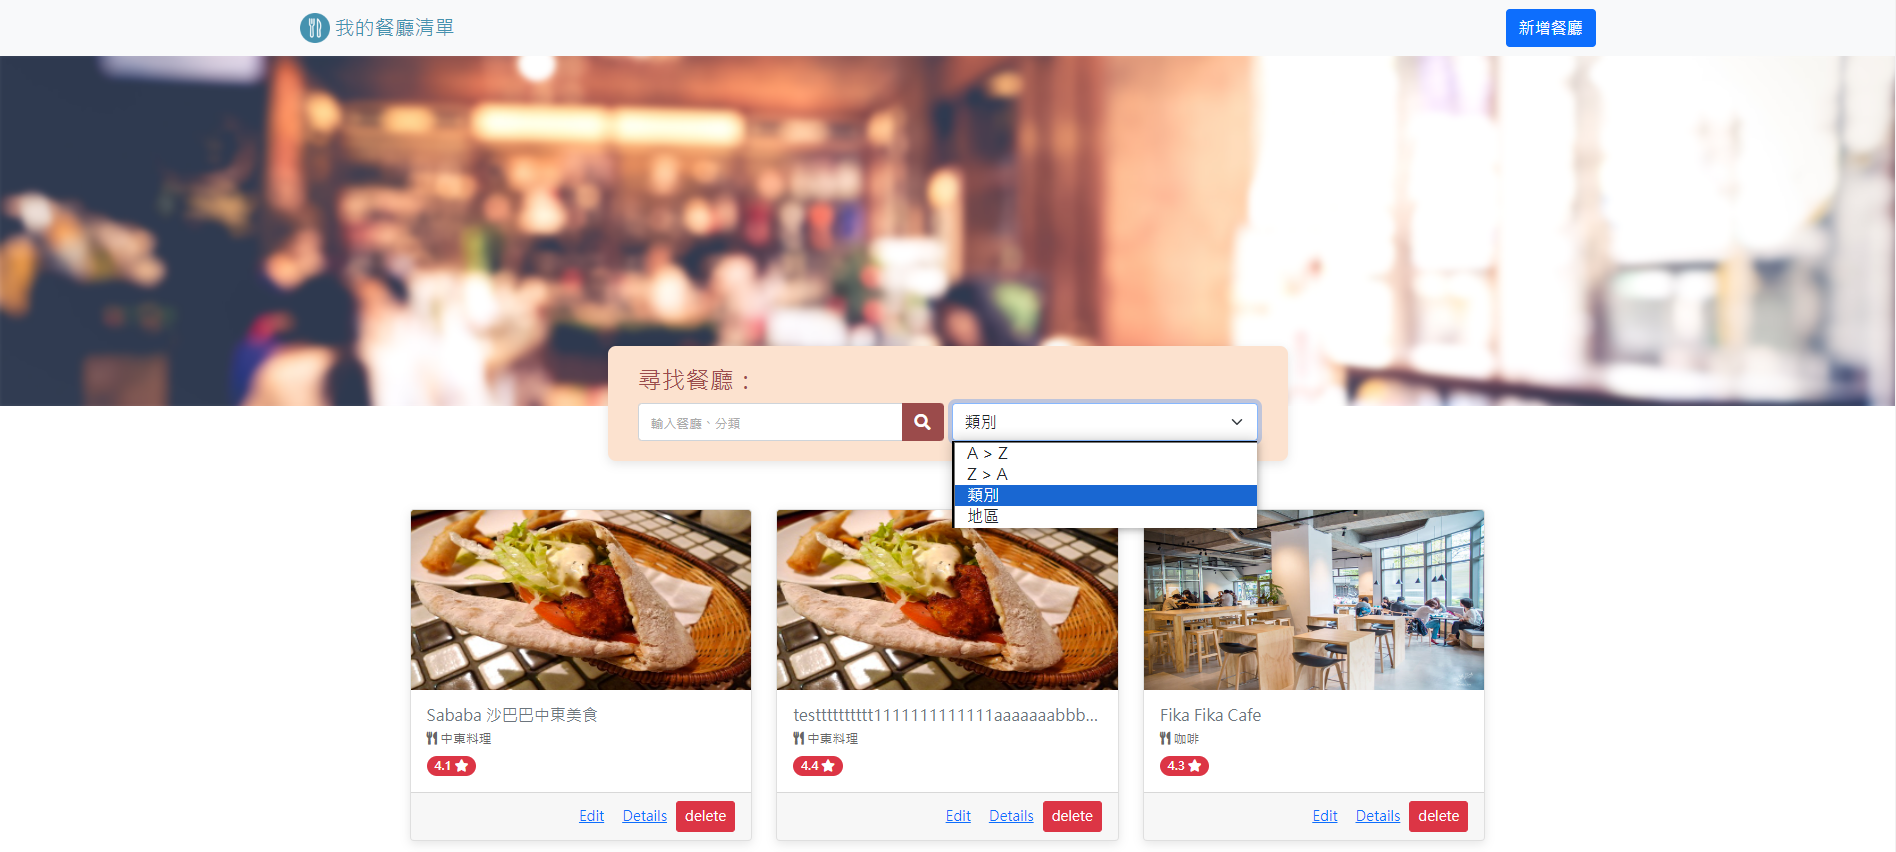 我的餐廳清單
新增餐廳
尋找餐廳：
輸入餐廳、分類
類別
A > Z
Z > A
類別
地區
Sababa 沙巴巴中東美食
中東料理
4.1
Edit Details delete
testttttttttt1111111111111aaaaaaabbb...
中東料理
4.4
Edit Details delete
Fika Fika Cafe
咖啡
4.3
Edit Details delete